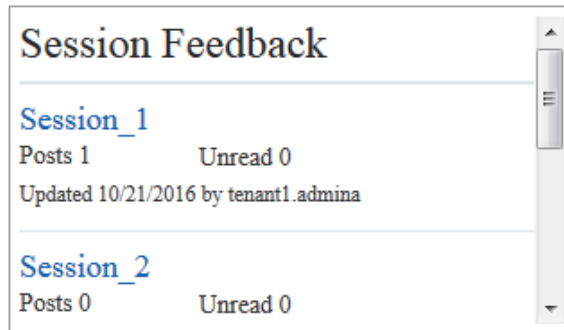 Session Feedback
Session_1
Posts 1 Unread 0
Updated 10/21/2016 by tenant1.admina
Session_2
Posts 0 Unread 0